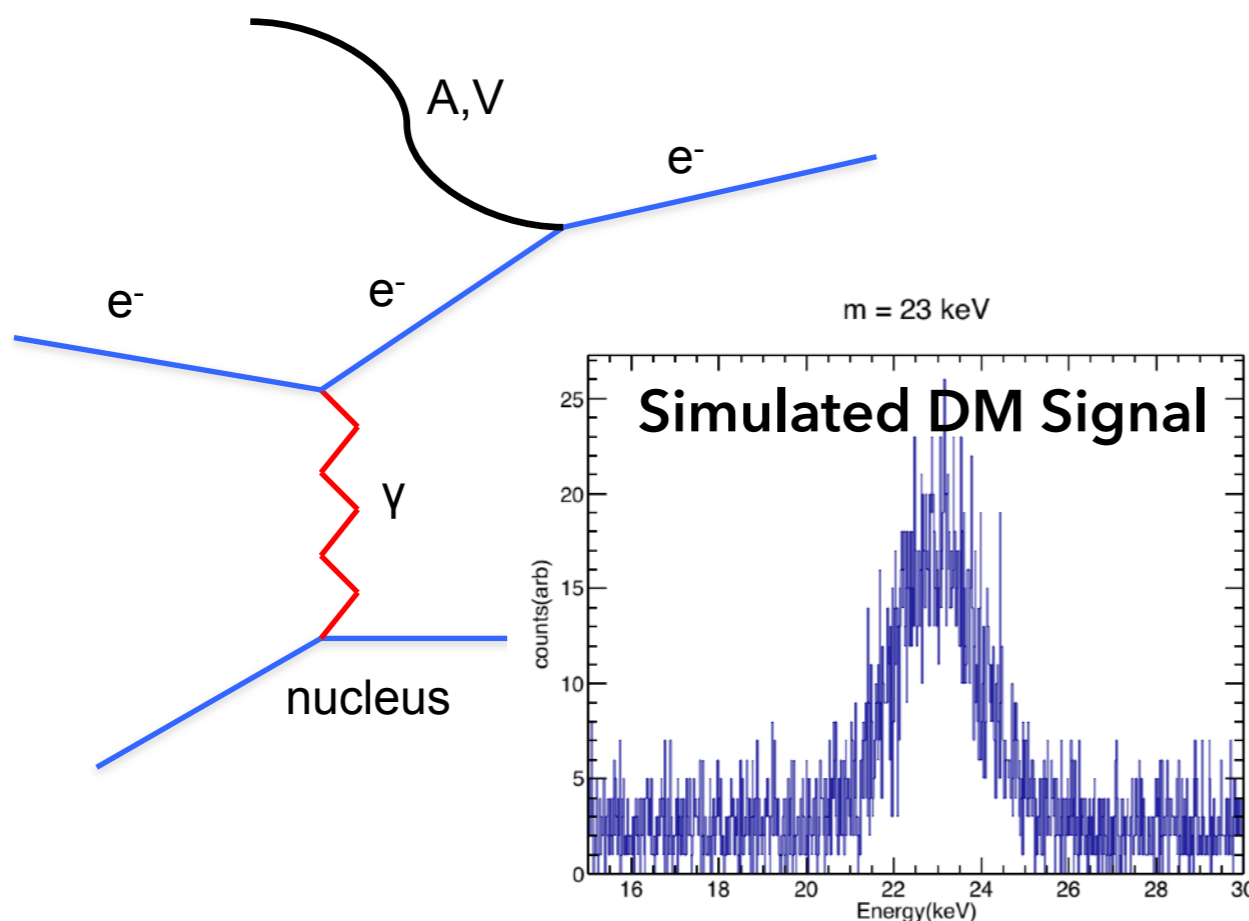 A,V
e-
e-
e-
γ
nucleus
m = 23 keV
Simulated DM Signal
counts(arb)
25
20
15
10
5
0
16 18 20 22 24 26 28 30
Energy(keV)